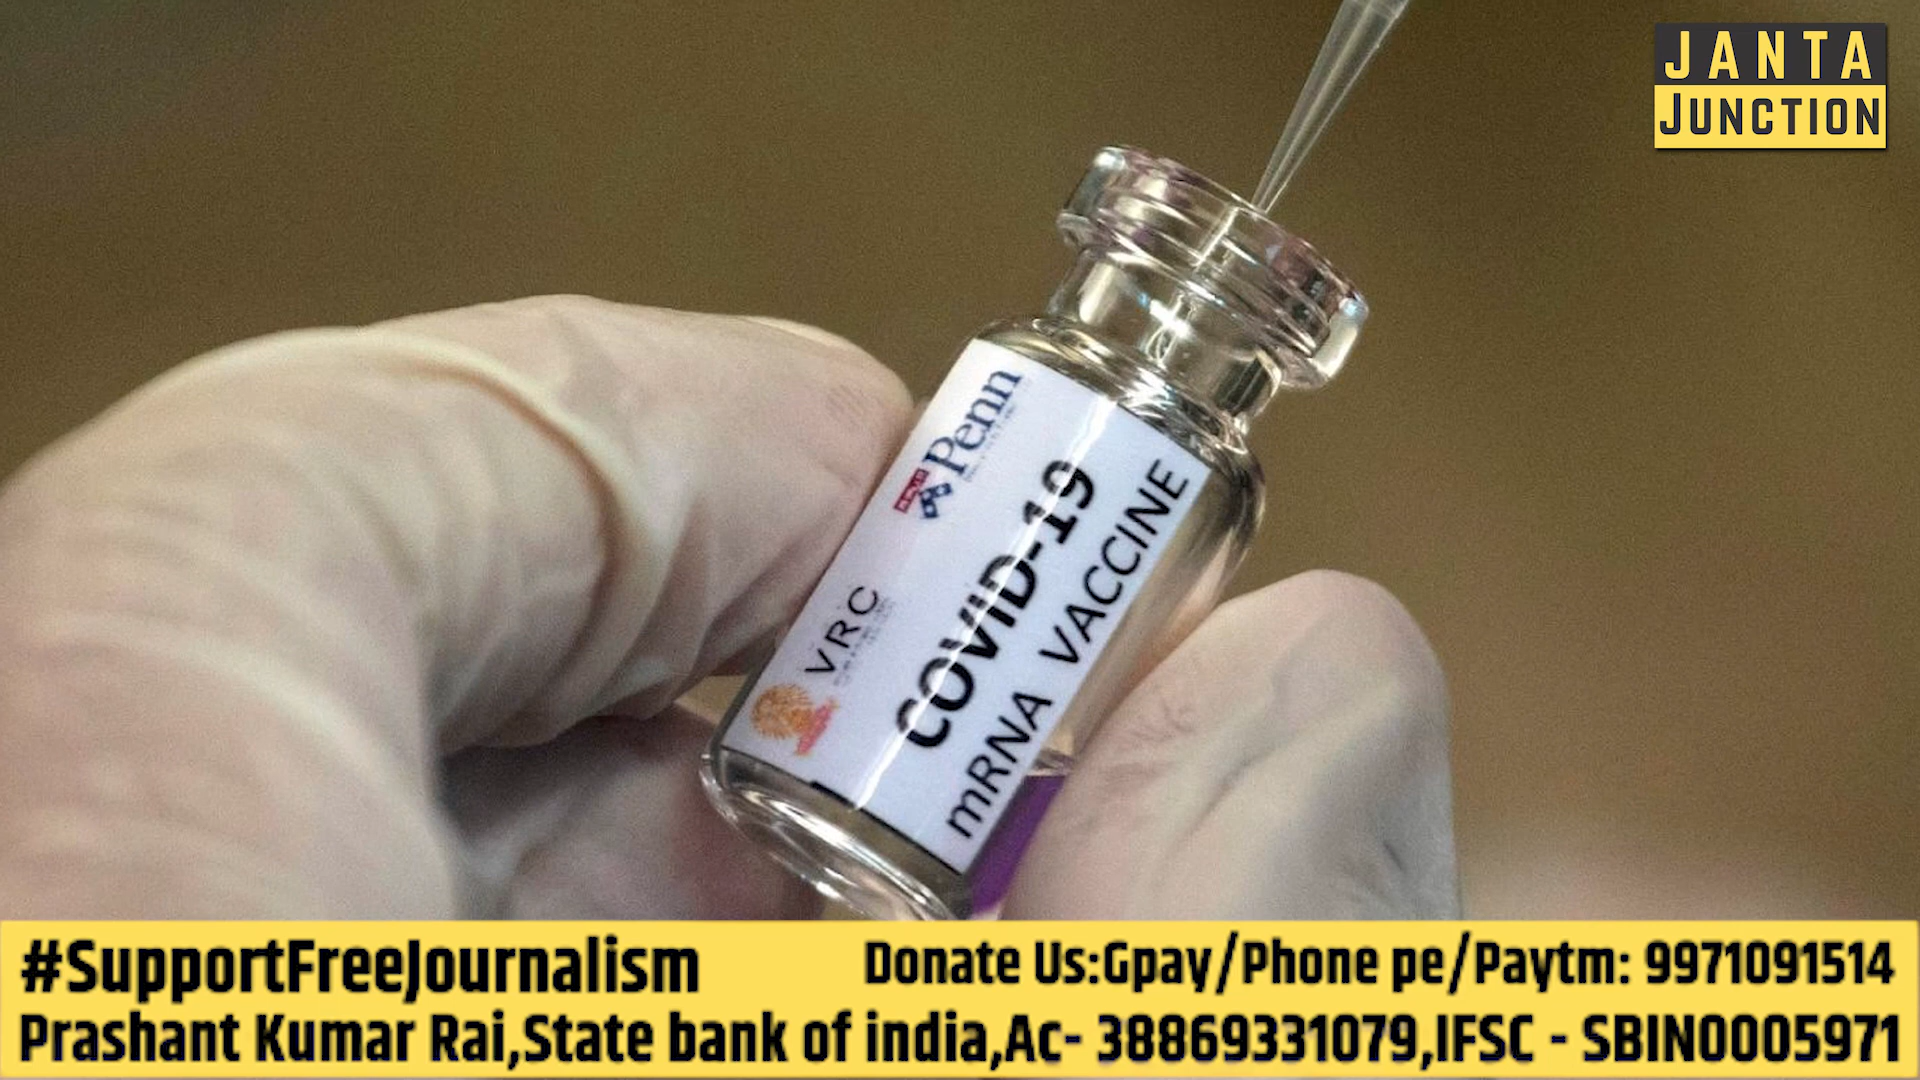 JANTA
JUNCTION
Penn
VRC
COVID-19
mRNA VACCINE
#SupportFreeJournalism
Donate Us:Gpay/Phone pe/Paytm: 9971091514
Prashant Kumar Rai,State bank of india,Ac- 38869331079,IFSC - SBIN0005971